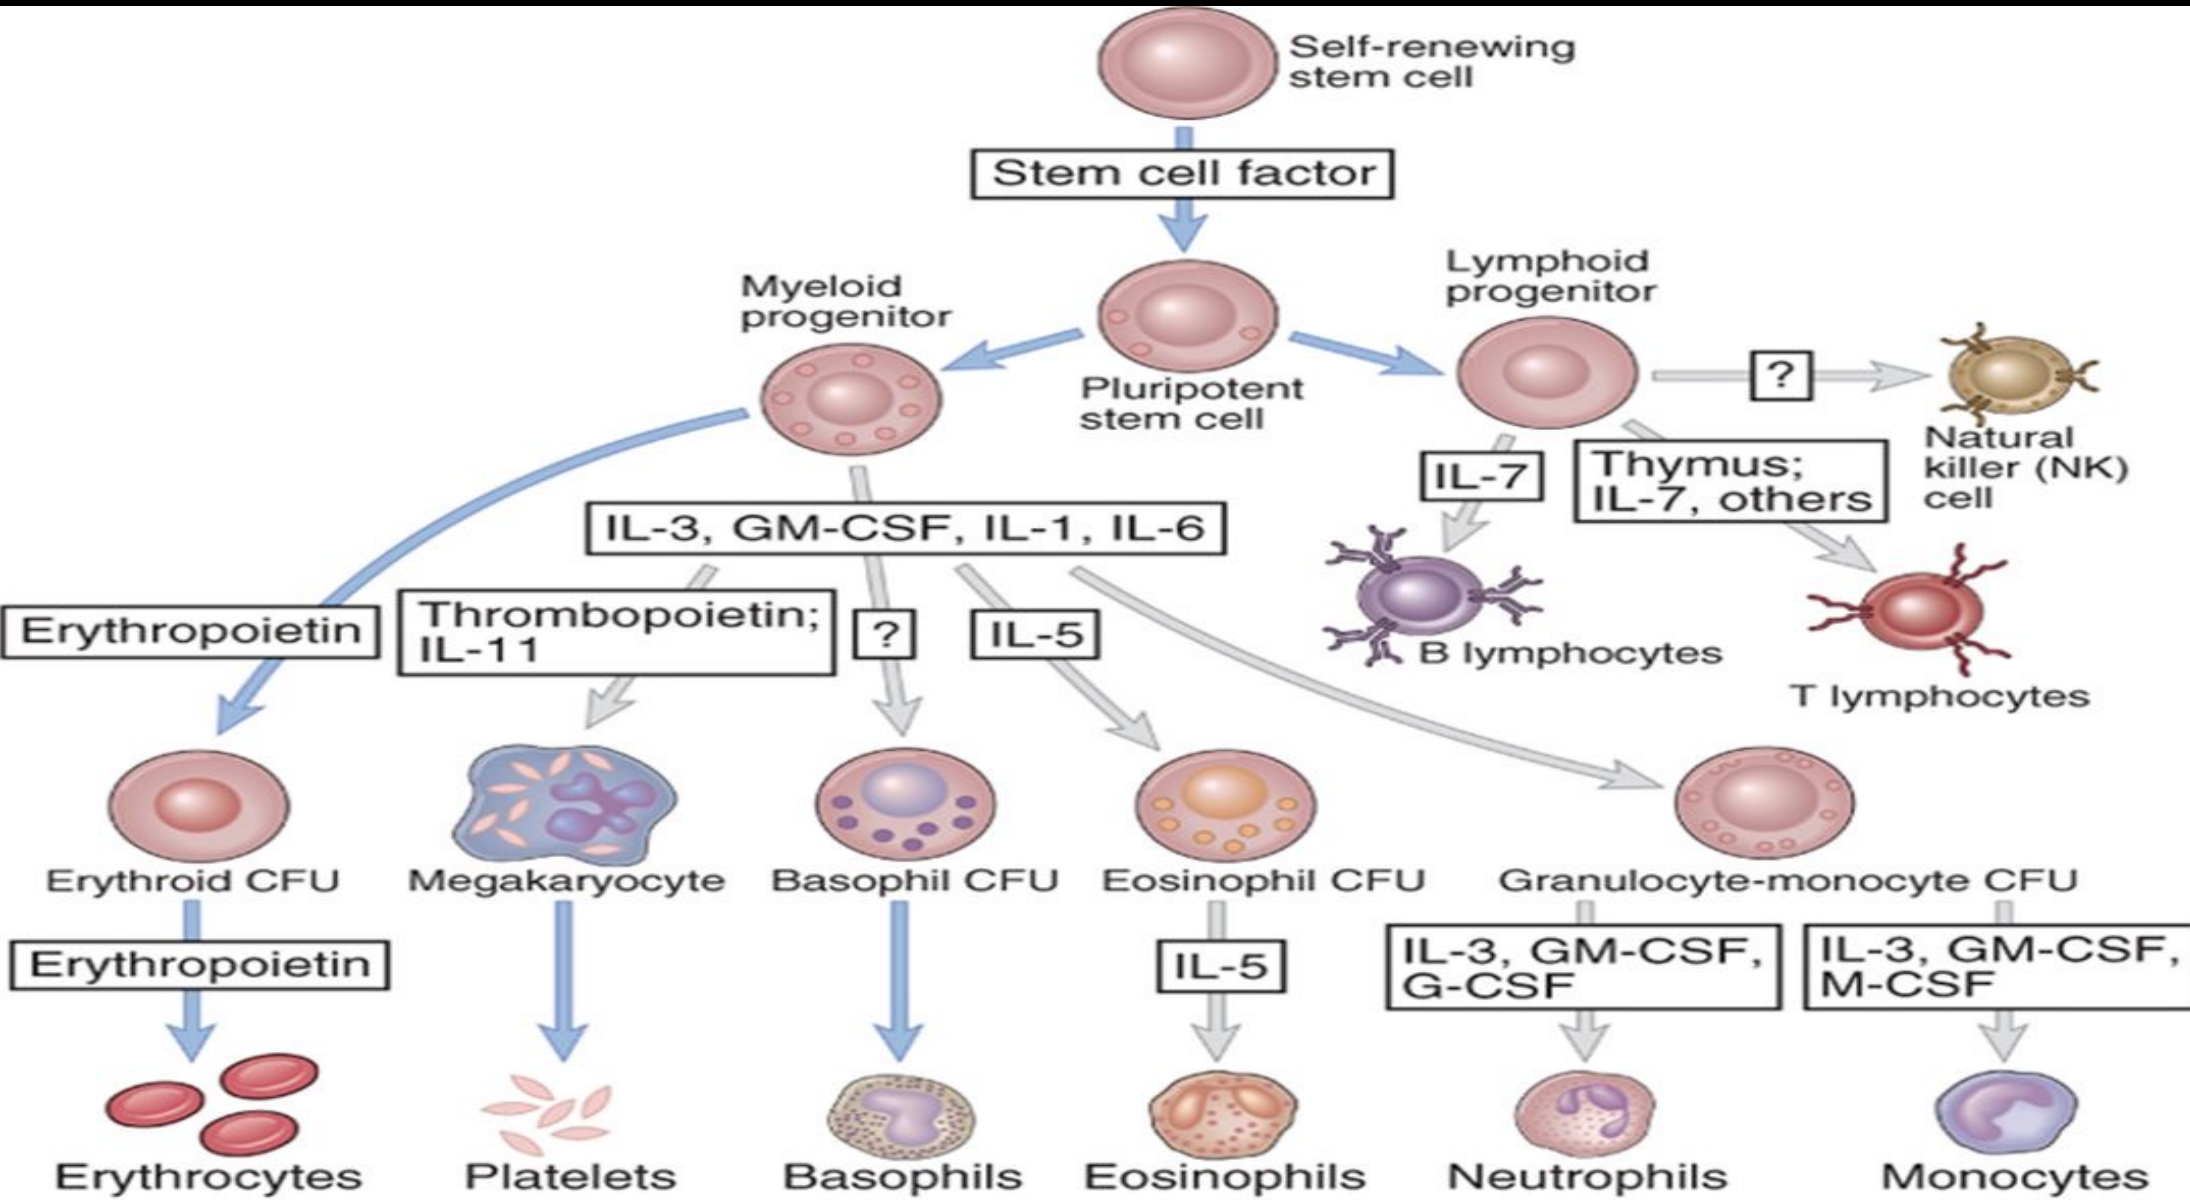 Self-renewing
stem cell
Stem cell factor
Myeloid
progenitor
Pluripotent
stem cell
Lymphoid
progenitor
?
Natural
killer (NK)
cell
IL-7
Thymus;
IL-7, others
B lymphocytes
T lymphocytes
IL-3, GM-CSF, IL-1, IL-6
Erythropoietin
Thrombopoietin;
IL-11
?
IL-5
Erythroid CFU
Megakaryocyte
Basophil CFU
Eosinophil CFU
Granulocyte-monocyte CFU
Erythropoietin
IL-5
IL-3, GM-CSF,
G-CSF
IL-3, GM-CSF,
M-CSF
Erythrocytes
Platelets
Basophils
Eosinophils
Neutrophils
Monocytes